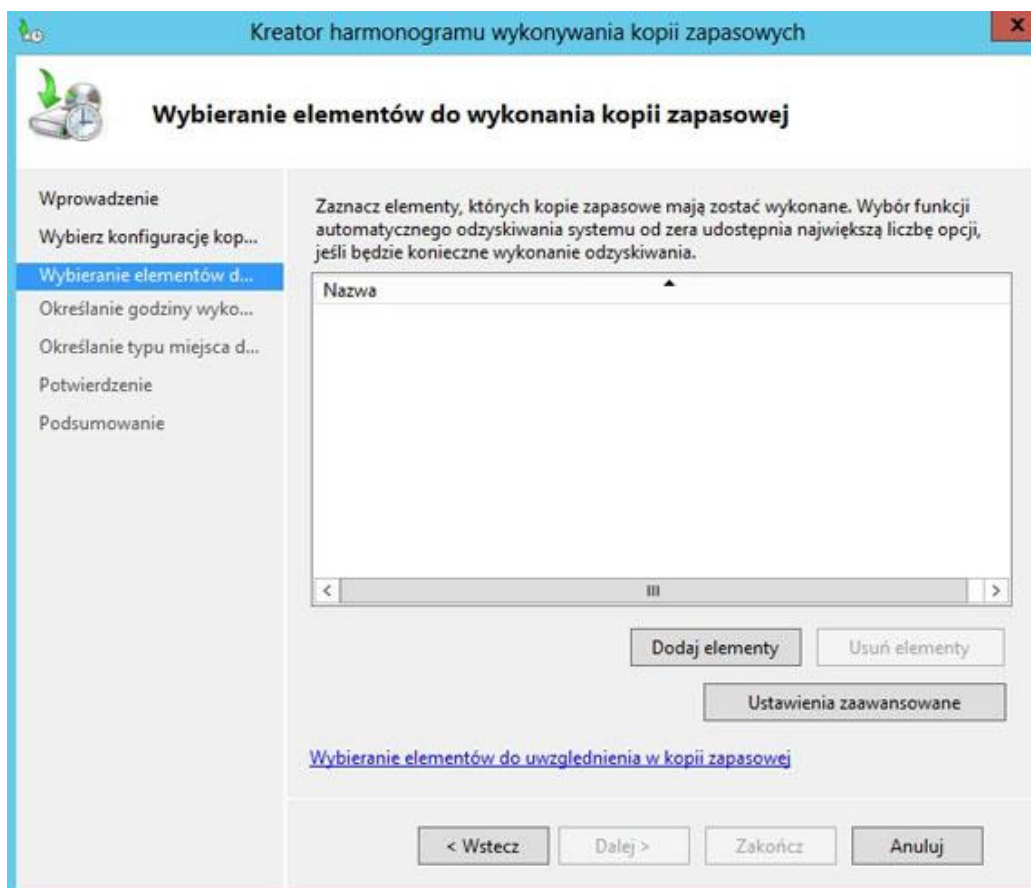 Kreator harmonogramu wykonywania kopii zapasowych
Wybieranie elementów do wykonania kopii zapasowej
Wprowadzenie
Wybierz konfigurację kop...
Wybieranie elementów d...
Określanie godziny wyko...
Określanie typu miejsca d...
Potwierdzenie
Podsumowanie
Zaznacz elementy, których kopie zapasowe mają zostać wykonane. Wybór funkcji
automatycznego odzyskiwania systemu od zera udostępnia największą liczbę opcji,
jeśli będzie konieczne wykonanie odzyskiwania.
Nazwa
Dodaj elementy
Usuń elementy
Ustawienia zaawansowane
Wybieranie elementów do uwzględnienia w kopii zapasowej
< Wstecz
Dalej >
Zakończ
Anuluj